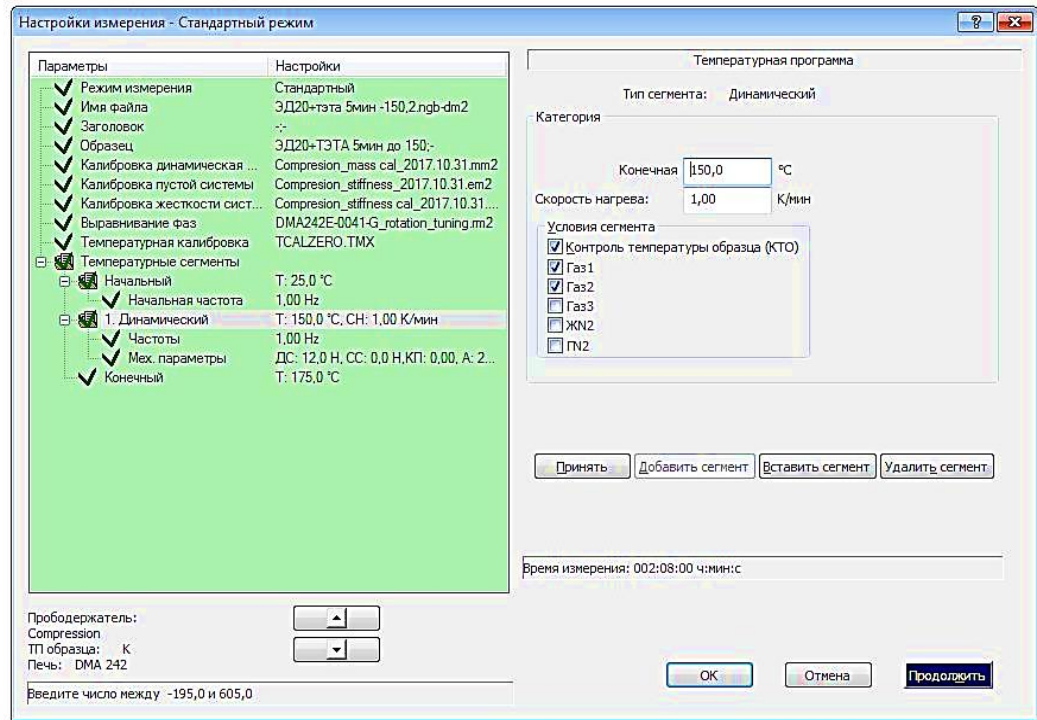 Настройки измерения - Стандартный режим
Параметры Настройки
Режим измерения Стандартный
Имя файла ЭД20+тэта 5мин -150,2.ngb-dm2
Заголовок -:-
Образец ЭД20+ТЭТА 5мин до 150;-
Калибровка динамическая ... Compresion_mass cal_2017.10.31.mm2
Калибровка пустой системы Compresion_stiffness_2017.10.31.em2
Калибровка жесткости сист... Compresion_stiffness cal_2017.10.31....
Выравнивание фаз DMA242E-0041-G_rotation_tuning.rm2
Температурная калибровка TCALZERO.TMX
Температурные сегменты
Начальный T: 25,0 °C
Начальная частота 1,00 Hz
1. Динамический T: 150,0 °C, СН: 1,00 К/мин
Частоты 1,00 Hz
Мех. параметры ДС: 12,0 Н, СС: 0,0 Н,КП: 0,00, А: 2...
Конечный T: 175,0 °C
Прободержатель:
Compression
ТП образца: K
Печь: DMA 242
Введите число между -195,0 и 605,0
Температурная программа
Тип сегмента: Динамический
Категория
Конечная 150,0 °C
Скорость нагрева: 1,00 К/мин
Условия сегмента
Контроль температуры образца (КТО)
Газ1
Газ2
Газ3
ЖN2
ГN2
Принять Добавить сегмент Вставить сегмент Удалить сегмент
Время измерения: 002:08:00 ч:мин:с
OK Отмена Продолжить